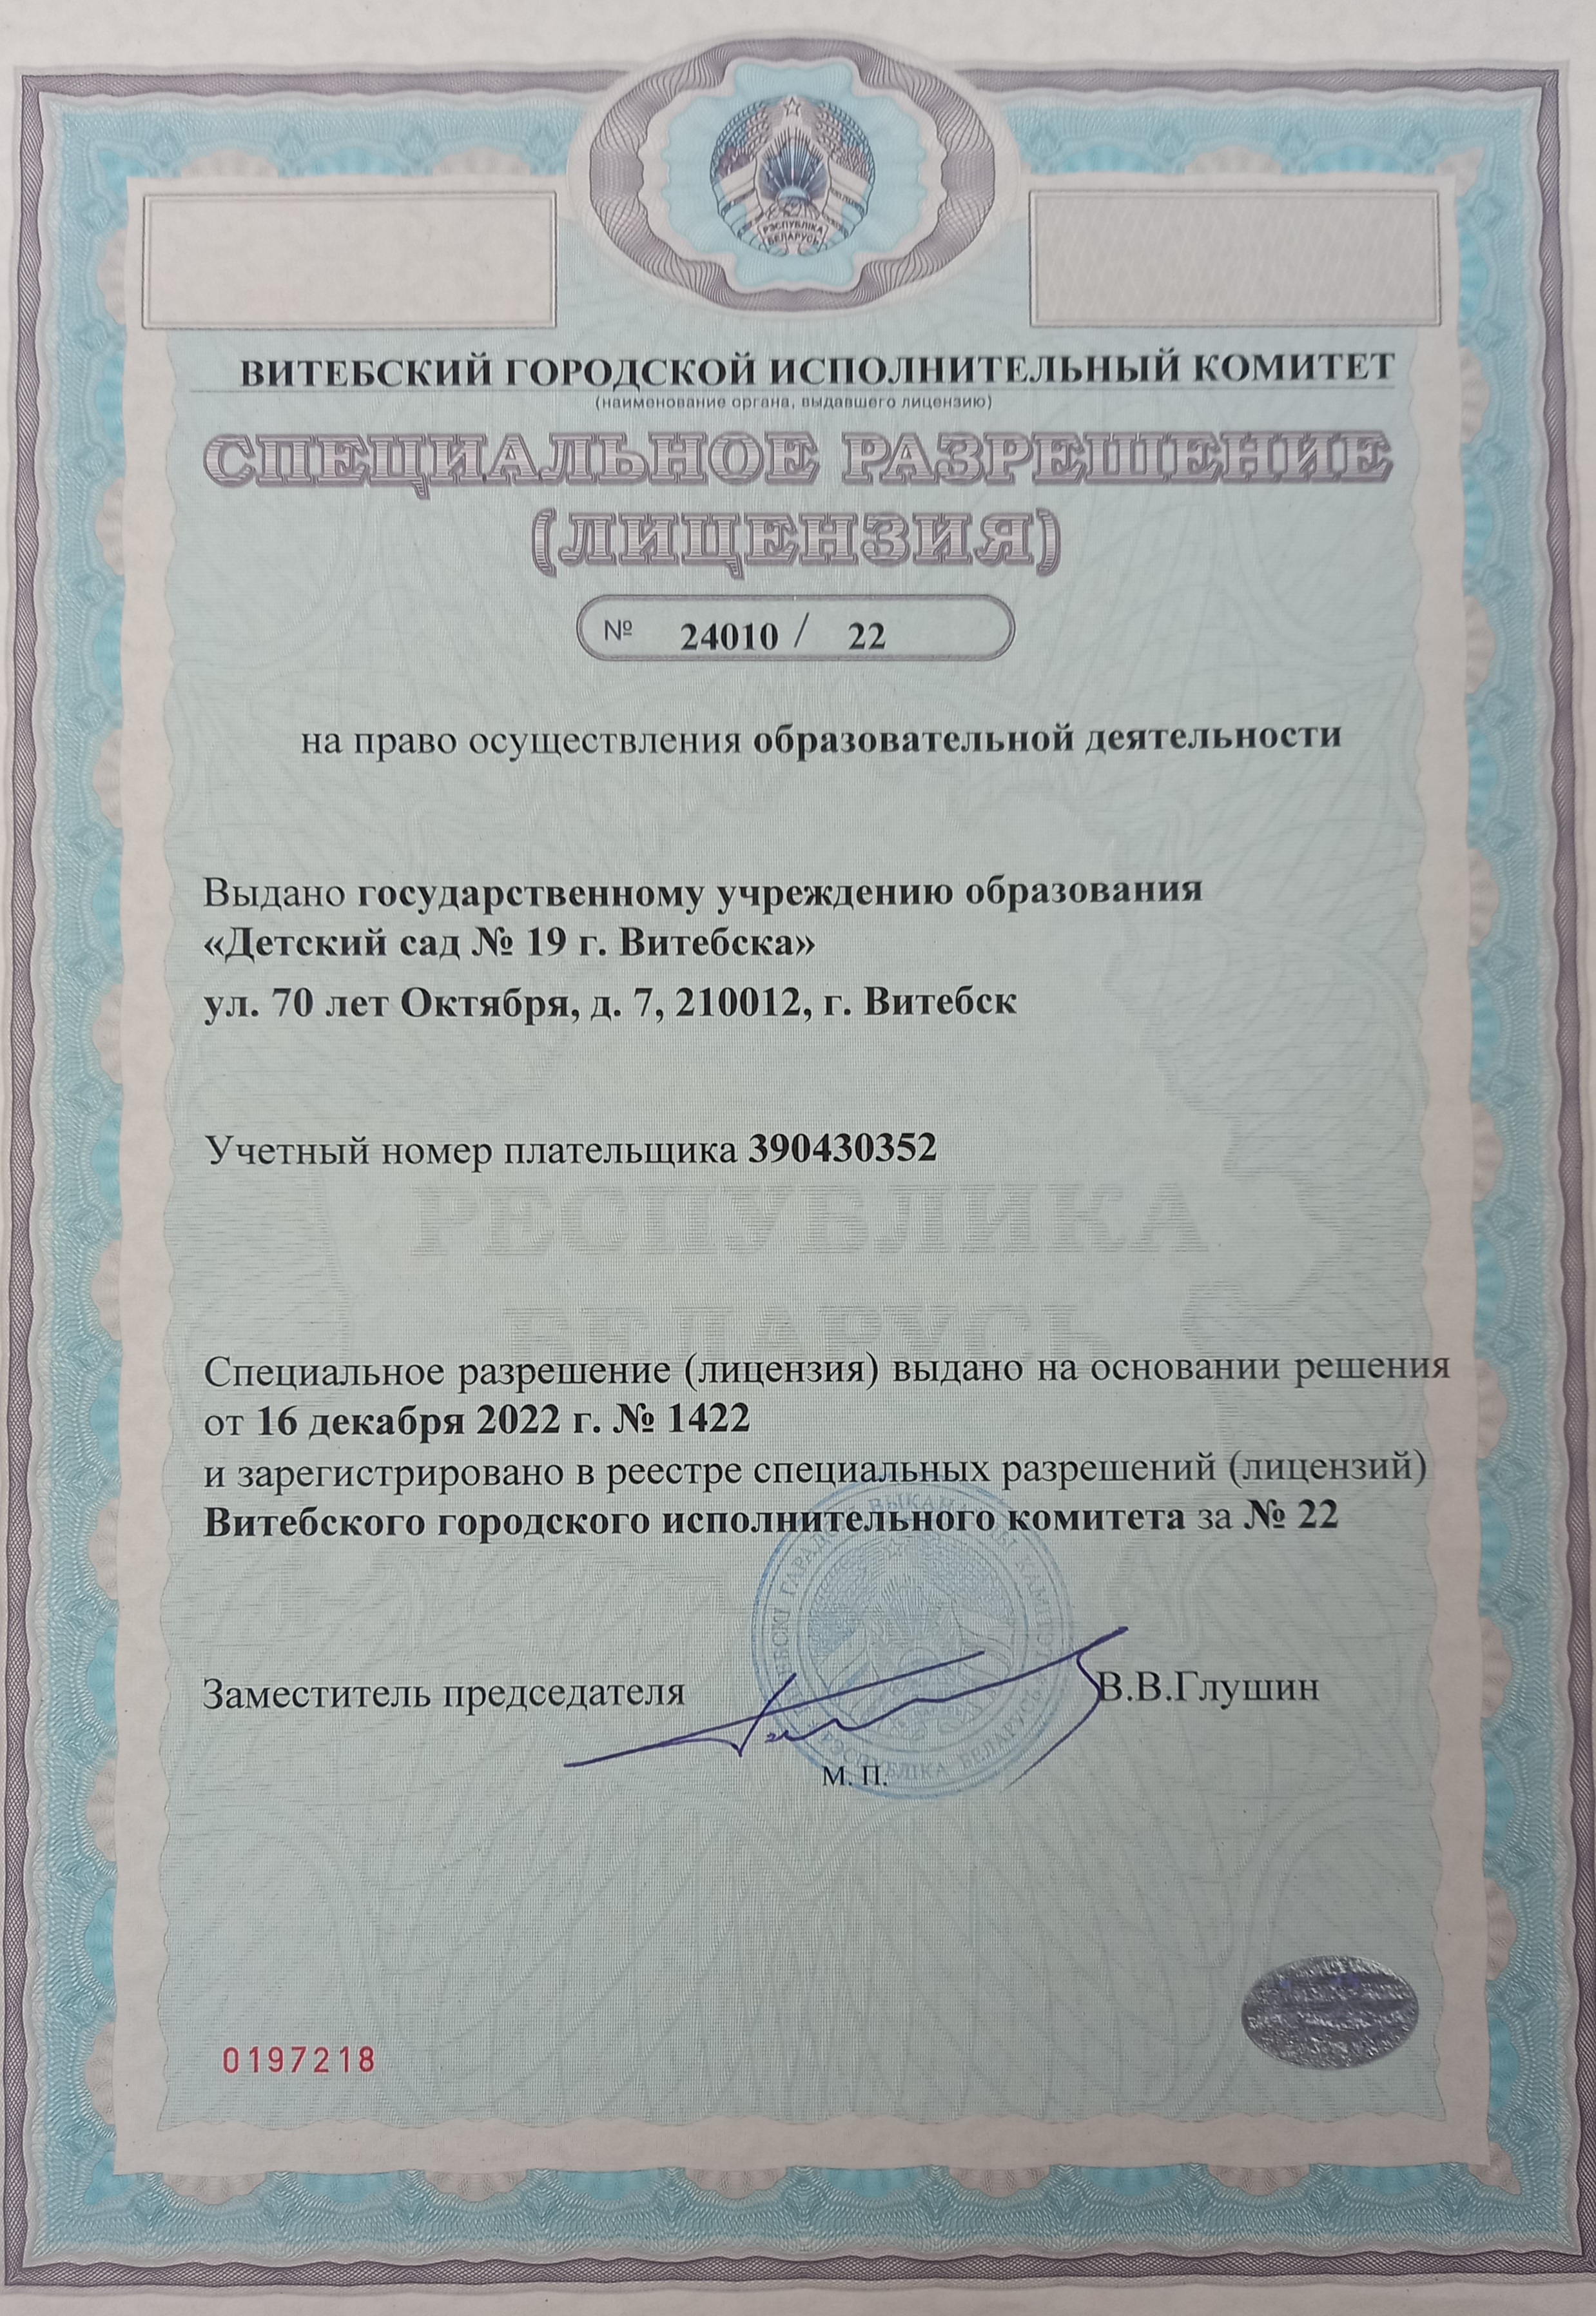 РЭСПУБЛІКА
БЕЛАРУСЬ
ВИТЕБСКИЙ ГОРОДСКОЙ ИСПОЛНИТЕЛЬНЫЙ КОМИТЕТ
(наименование органа, выдавшего лицензию)
СПЕЦИАЛЬНОЕ РАЗРЕШЕНИЕ
(ЛИЦЕНЗИЯ)
№ 24010 / 22
на право осуществления образовательной деятельности
Выдано государственному учреждению образования
«Детский сад № 19 г. Витебска»
ул. 70 лет Октября, д. 7, 210012, г. Витебск
Учетный номер плательщика 390430352
РЕСПУБЛИКА
БЕЛАРУСЬ
Специальное разрешение (лицензия) выдано на основании решения
от 16 декабря 2022 г. № 1422
и зарегистрировано в реестре специальных разрешений (лицензий)
Витебского городского исполнительного комитета за № 22
Заместитель председателя В.В.Глушин
М. П.
РЭСПУБЛІКА БЕЛАРУСЬ
0197218